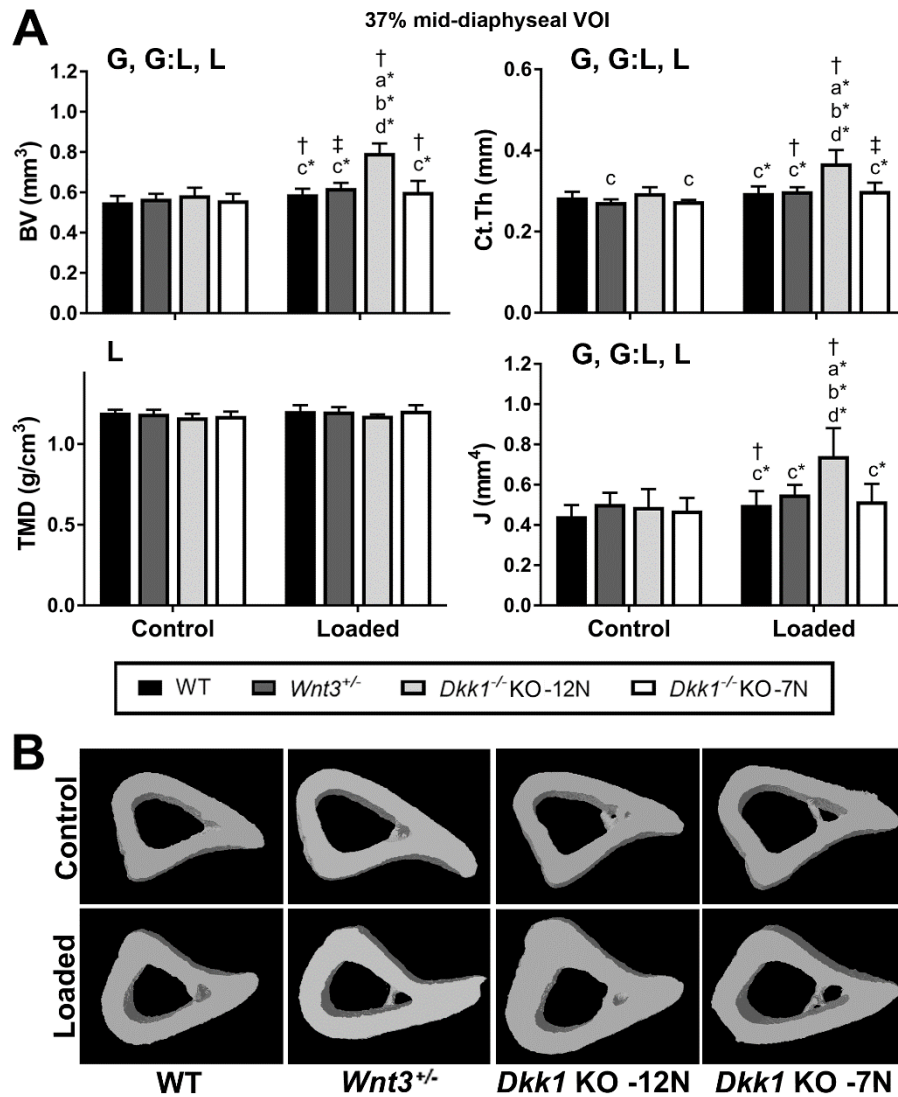 A
37% mid-diaphyseal VOI
G, G:L, L
BV (mm³)
1.2
1.0
0.8
0.6
0.4
0.2
0.0
†
c*
‡
c*
†
a*
b*
d*
†
c*
G, G:L, L
Ct.Th (mm)
0.6
0.4
0.2
0.0
c
c
c*
†
c*
†
a*
b*
d*
‡
c*
L
TMD (g/cm³)
1.0
0.0
Control
Loaded
G, G:L, L
J (mm⁴)
1.2
1.0
0.8
0.6
0.4
0.2
0.0
†
c*
c*
†
a*
b*
d*
c*
Control
Loaded
WT Wnt3+/- Dkk1-/- KO -12N Dkk1-/- KO -7N
B
Control
Loaded
WT
Wnt3+/-
Dkk1 KO -12N
Dkk1 KO -7N